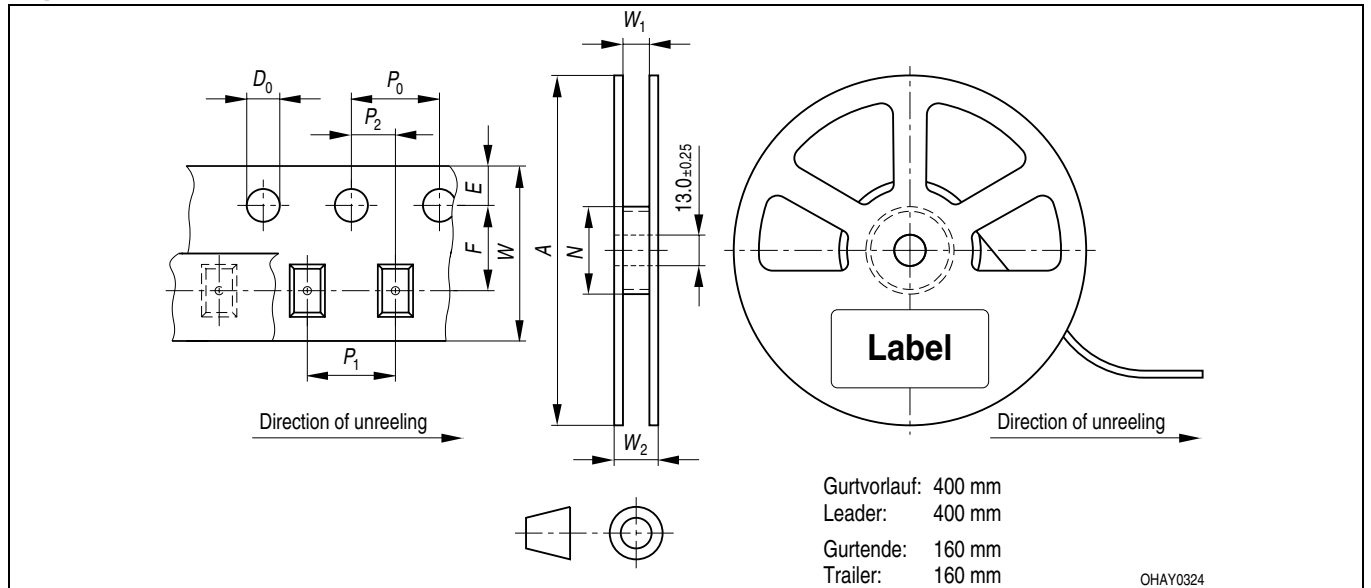 W1
D0
P0
P2
E
F
W
A
N
13.0±0.25
P1
W2
Label
Direction of unreeling
Direction of unreeling
Gurtvorlauf: 400 mm
Leader: 400 mm
Gurtende: 160 mm
Trailer: 160 mm
OHAY0324